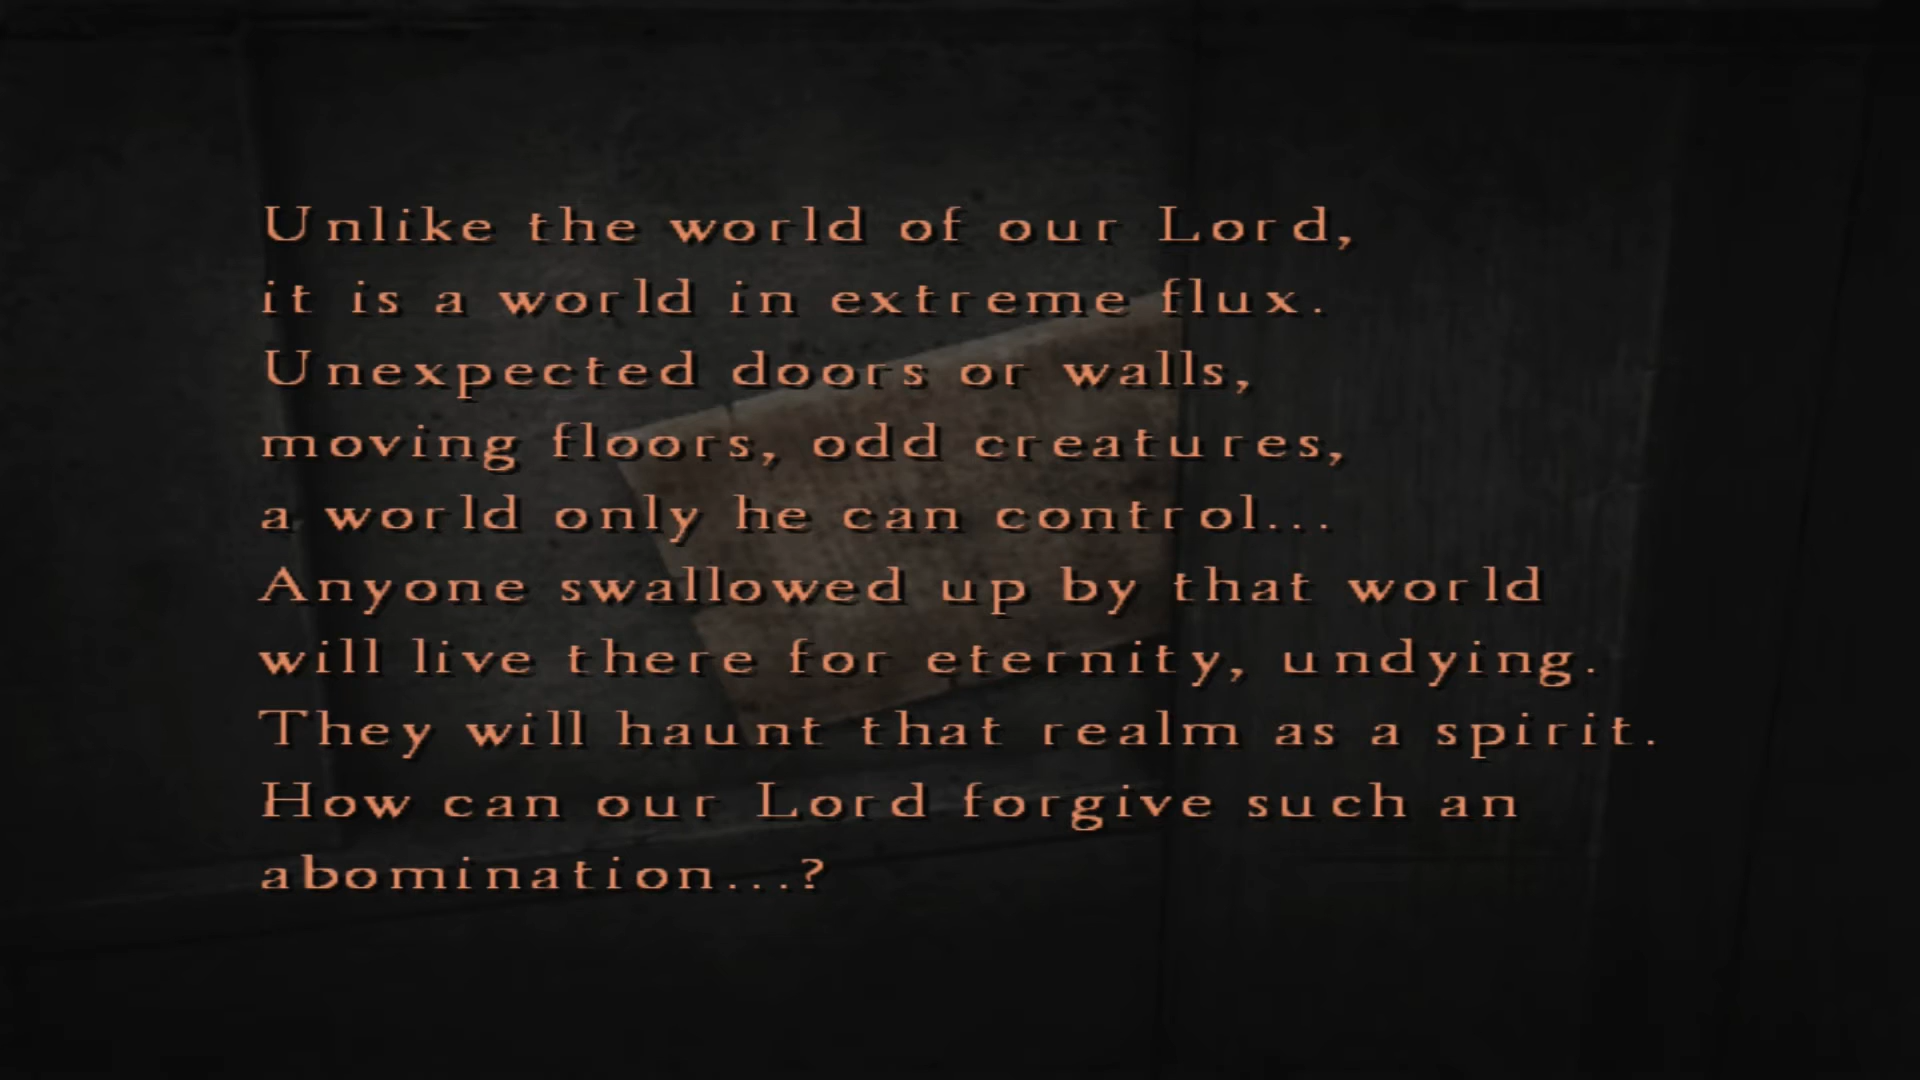 Unlike the world of our Lord,
it is a world in extreme flux.
Unexpected doors or walls,
moving floors, odd creatures,
a world only he can control...
Anyone swallowed up by that world
will live there for eternity, undying.
They will haunt that realm as a spirit.
How can our Lord forgive such an
abomination...?